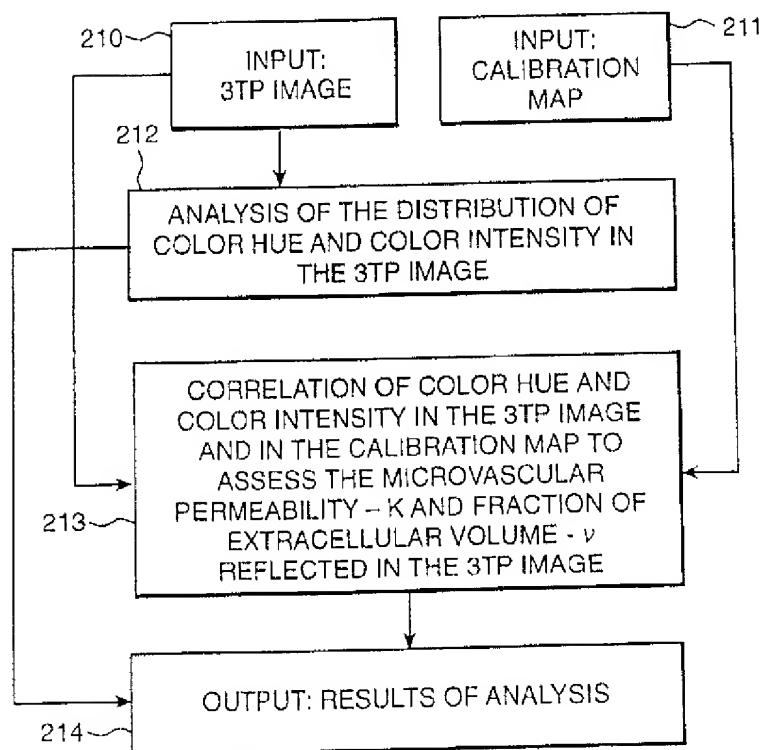 210
INPUT:
3TP IMAGE
INPUT:
CALIBRATION
MAP
211
212
ANALYSIS OF THE DISTRIBUTION OF
COLOR HUE AND COLOR INTENSITY IN
THE 3TP IMAGE
CORRELATION OF COLOR HUE AND
COLOR INTENSITY IN THE 3TP IMAGE
AND IN THE CALIBRATION MAP TO
ASSESS THE MICROVASCULAR
PERMEABILITY – K AND FRACTION OF
EXTRACELLULAR VOLUME - ν
REFLECTED IN THE 3TP IMAGE
213
OUTPUT: RESULTS OF ANALYSIS
214